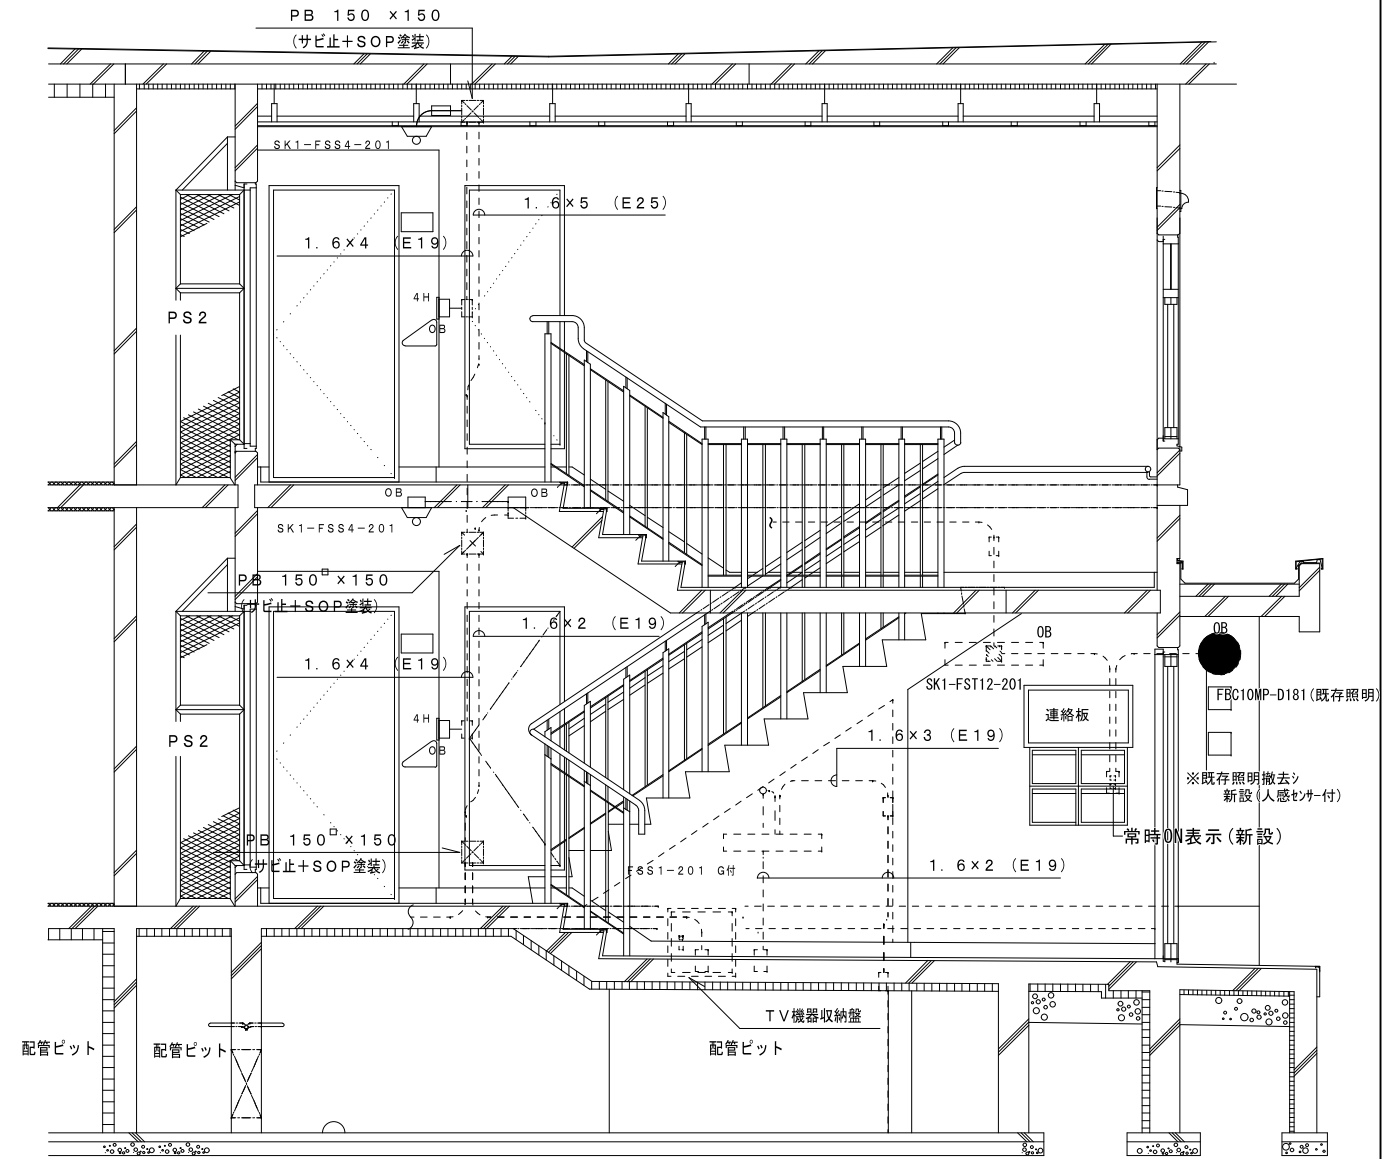 ＰＢ　１５０　×１５０
(サビ止＋ＳＯＰ塗装)
SK1-FSS4-201
１．６×５　（Ｅ２５）
１．６×４　（Ｅ１９）
4H
OB
ＰＳ２
OB
OB
SK1-FSS4-201
ＰＢ　１５０□×１５０
(サビ止＋ＳＯＰ塗装)
１．６×２　（Ｅ１９）
１．６×４　（Ｅ１９）
OB
OB
SK1-FST12-201
FBC10MP-D181(既存照明)
連絡板
4H
OB
ＰＳ２
１．６×３　（Ｅ１９）
※既存照明撤去ｼ
新設(人感ｾﾝｻｰ付)
常時ON表示(新設)
ＰＢ　１５０□×１５０
(サビ止＋ＳＯＰ塗装)
FSS1-201 G付
１．６×２　（Ｅ１９）
ＴＶ機器収納盤
配管ピット
配管ピット
配管ピット